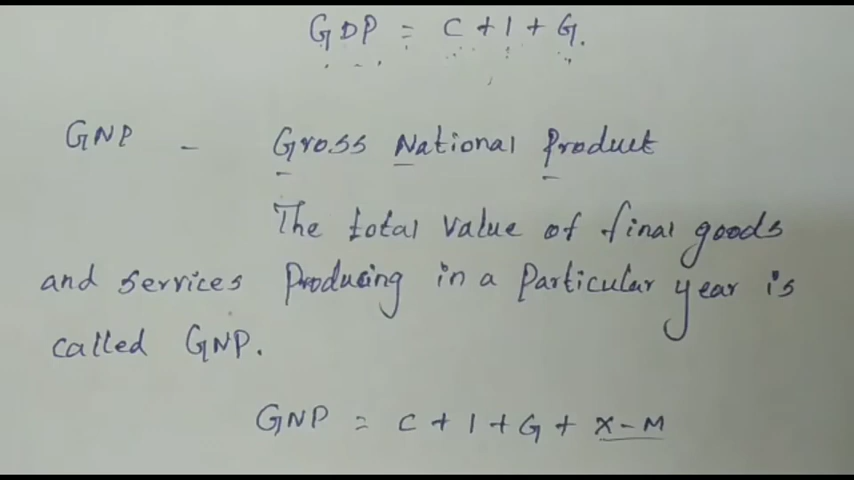 GDP = C + I + G.
GNP - Gross National Product
The total value of final goods
and services Producing in a Particular year is
called GNP.
GNP = C + I + G + X - M